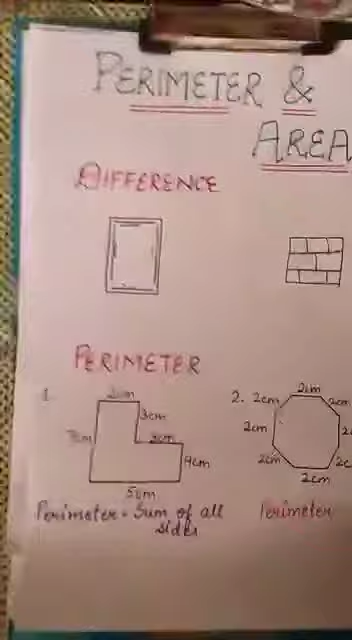 PERIMETER &
AREA
DIFFERENCE
PERIMETER
1.
2cm
3cm
2cm
7cm
4cm
5cm
Perimeter = Sum of all
sides
2.
2cm
2cm
2cm
2cm
2cm
2cm
Perimeter